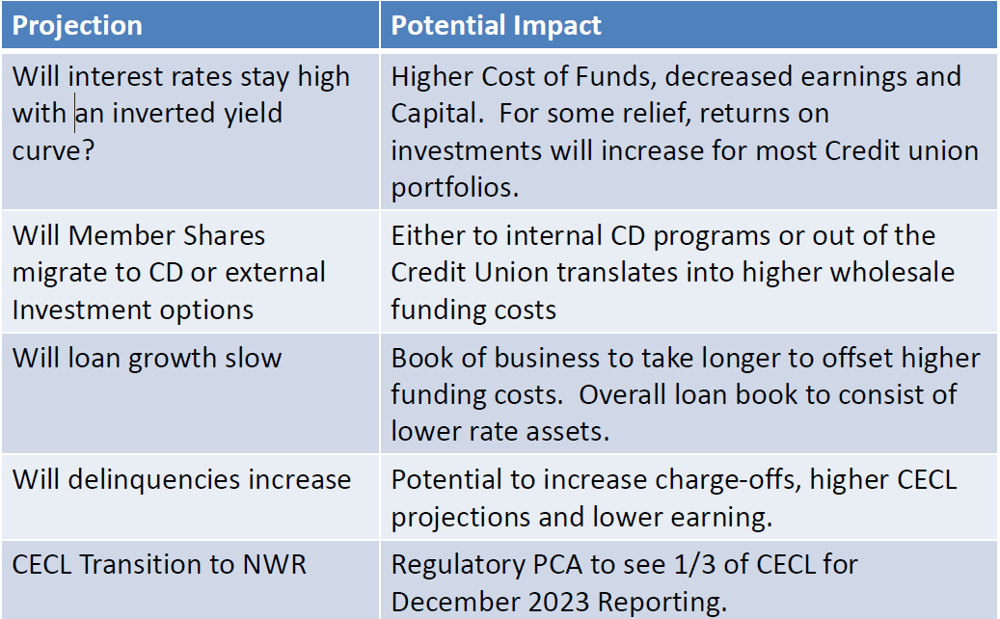 Projection
Potential Impact
Will interest rates stay high
with an inverted yield
curve?
Higher Cost of Funds, decreased earnings and
Capital.  For some relief, returns on
investments will increase for most Credit union
portfolios.
Will Member Shares
migrate to CD or external
Investment options
Either to internal CD programs or out of the
Credit Union translates into higher wholesale
funding costs
Will loan growth slow
Book of business to take longer to offset higher
funding costs.  Overall loan book to consist of
lower rate assets.
Will delinquencies increase
Potential to increase charge-offs, higher CECL
projections and lower earning.
CECL Transition to NWR
Regulatory PCA to see 1/3 of CECL for
December 2023 Reporting.